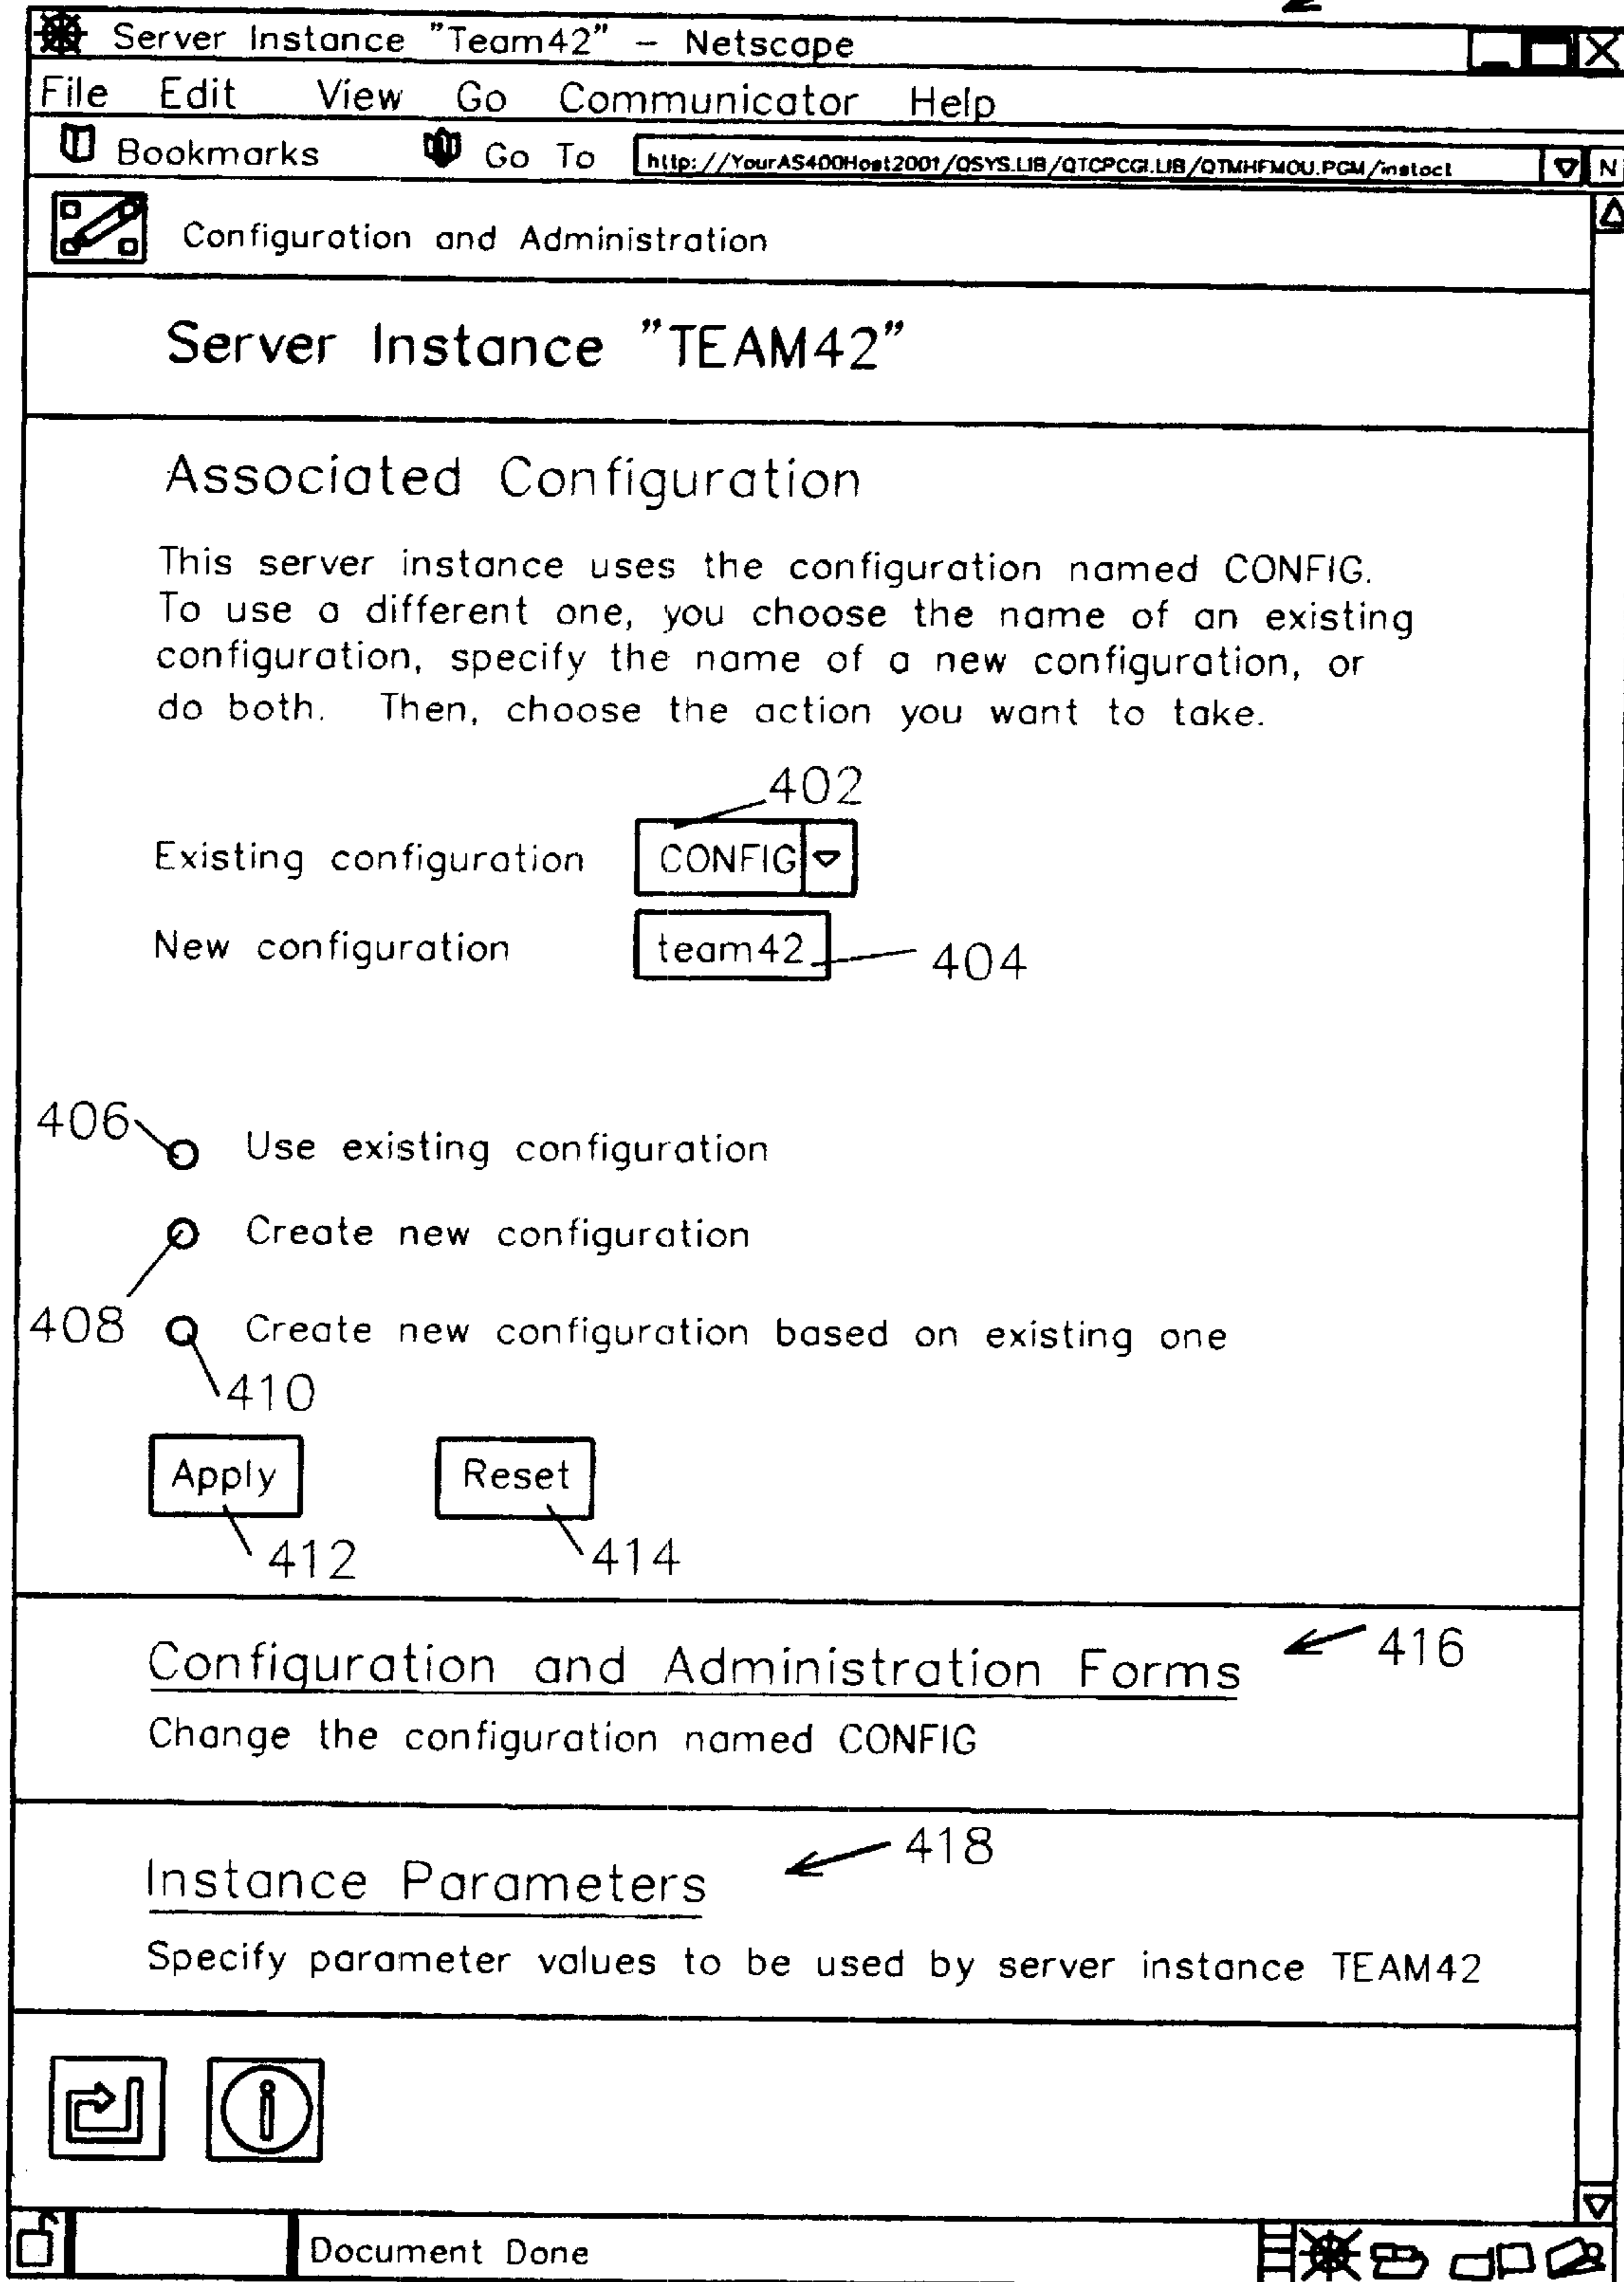 Server Instance "Team42" – Netscape
File Edit View Go Communicator Help
Bookmarks Go To http://YourAS400Host2001/QSYS.LIB/QTCPCGI.LIB/QTMHFMOU.PGM/instoct N
Configuration and Administration
Server Instance "TEAM42"
Associated Configuration
This server instance uses the configuration named CONFIG.
To use a different one, you choose the name of an existing
configuration, specify the name of a new configuration, or
do both. Then, choose the action you want to take.
402
Existing configuration CONFIG
New configuration team42 404
406 Use existing configuration
Create new configuration
408 Create new configuration based on existing one
410
Apply Reset
412 414
Configuration and Administration Forms 416
Change the configuration named CONFIG
Instance Parameters 418
Specify parameter values to be used by server instance TEAM42
i
Document Done